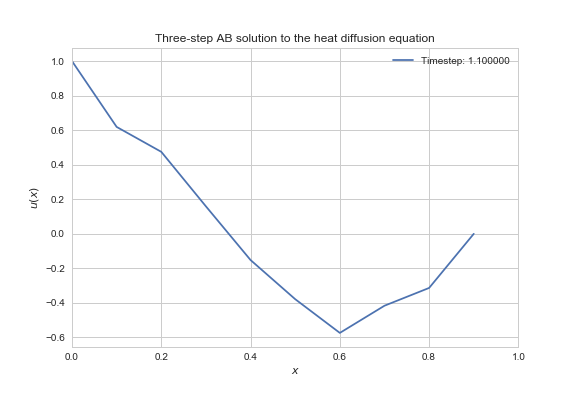 Three-step AB solution to the heat diffusion equation
Timestep: 1.100000
1.0
0.8
0.6
0.4
0.2
0.0
−0.2
−0.4
−0.6
u(x)
0.0 0.2 0.4 0.6 0.8 1.0
x